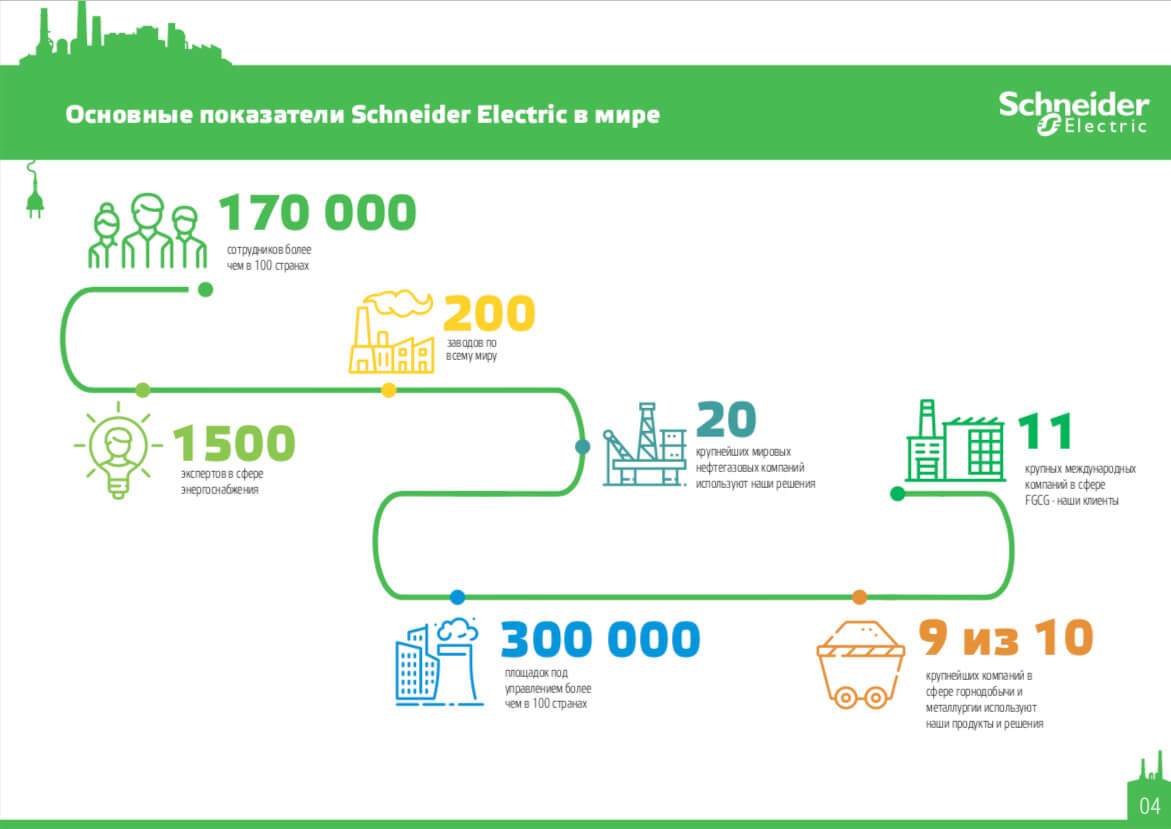 Основные показатели Schneider Electric в мире
Schneider
Electric
170 000
сотрудников более
чем в 100 странах
200
заводов по
всему миру
1500
экспертов в сфере
энергоснабжения
20
крупнейших мировых
нефтегазовых компаний
используют наши решения
11
крупных международных
компаний в сфере
FGCG - наши клиенты
300 000
площадок под
управлением более
чем в 100 странах
9 из 10
крупнейших компаний в
сфере горнодобычи и
металлургии используют
наши продукты и решения
04